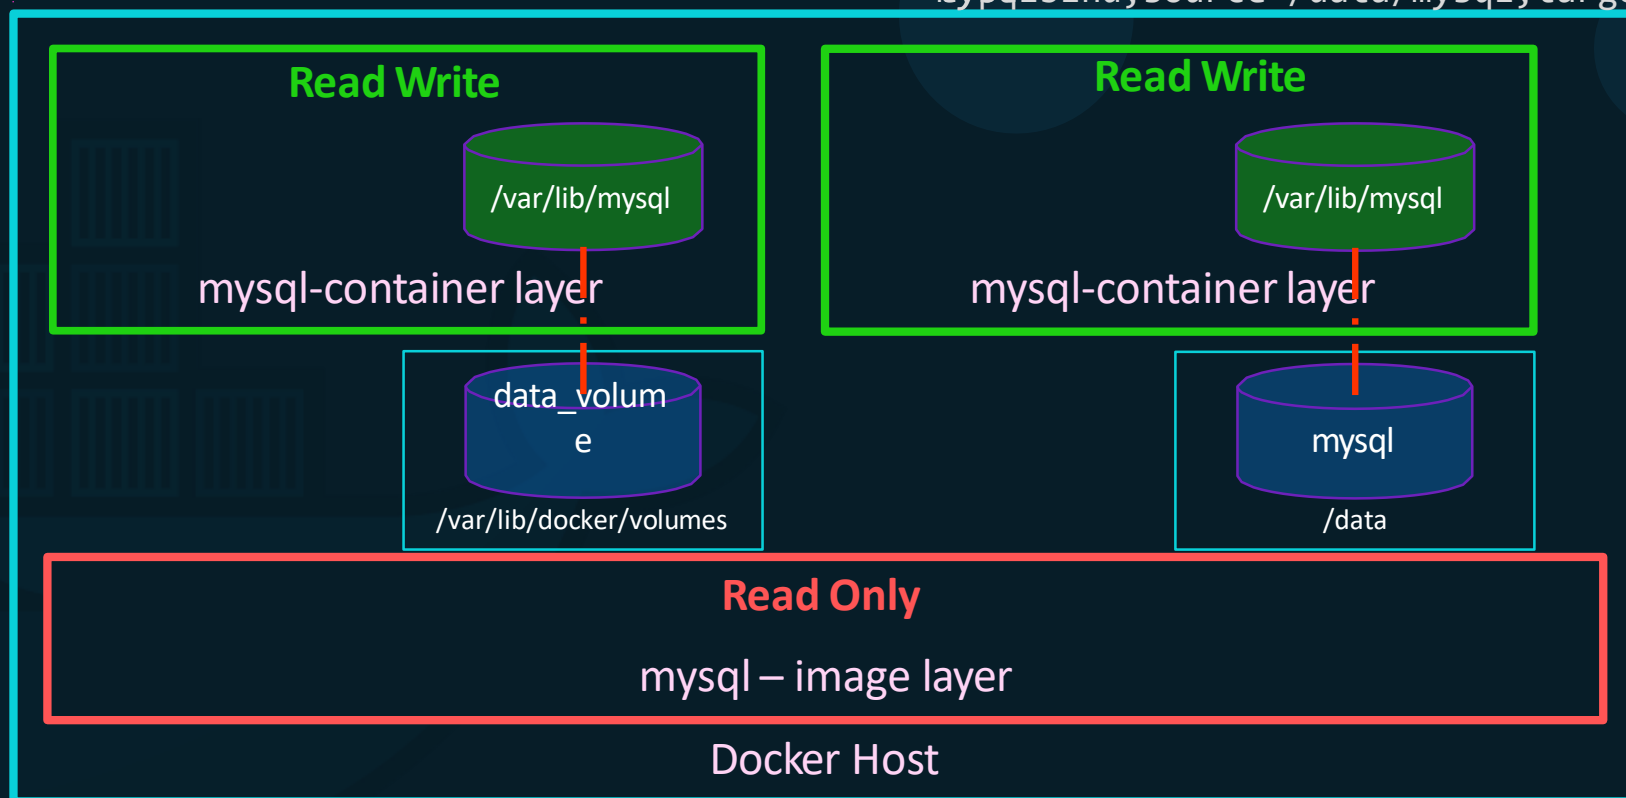 Read Write
/var/lib/mysql
mysql-container layer
Read Write
/var/lib/mysql
mysql-container layer
data_volum
e
/var/lib/docker/volumes
mysql
/data
Read Only
mysql – image layer
Docker Host